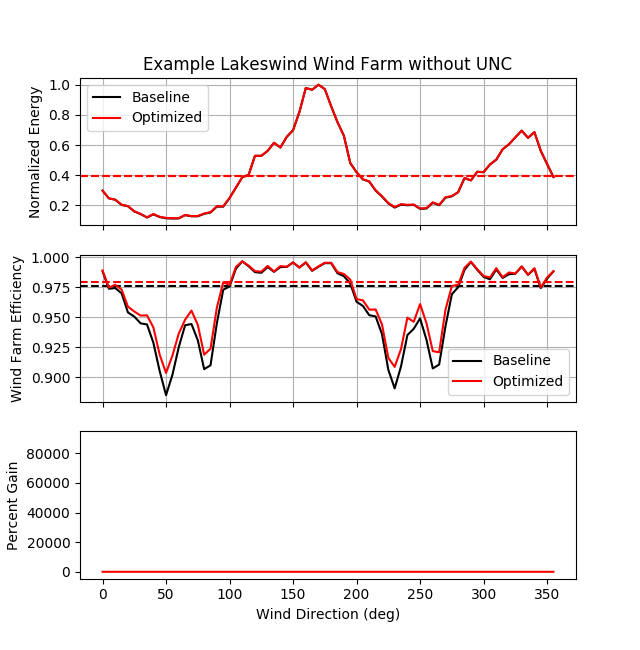 Example Lakeswind Wind Farm without UNC
Normalized Energy
1.0
0.8
0.6
0.4
0.2
Baseline
Optimized
Wind Farm Efficiency
1.000
0.975
0.950
0.925
0.900
Baseline
Optimized
Percent Gain
80000
60000
40000
20000
0
0 50 100 150 200 250 300 350
Wind Direction (deg)